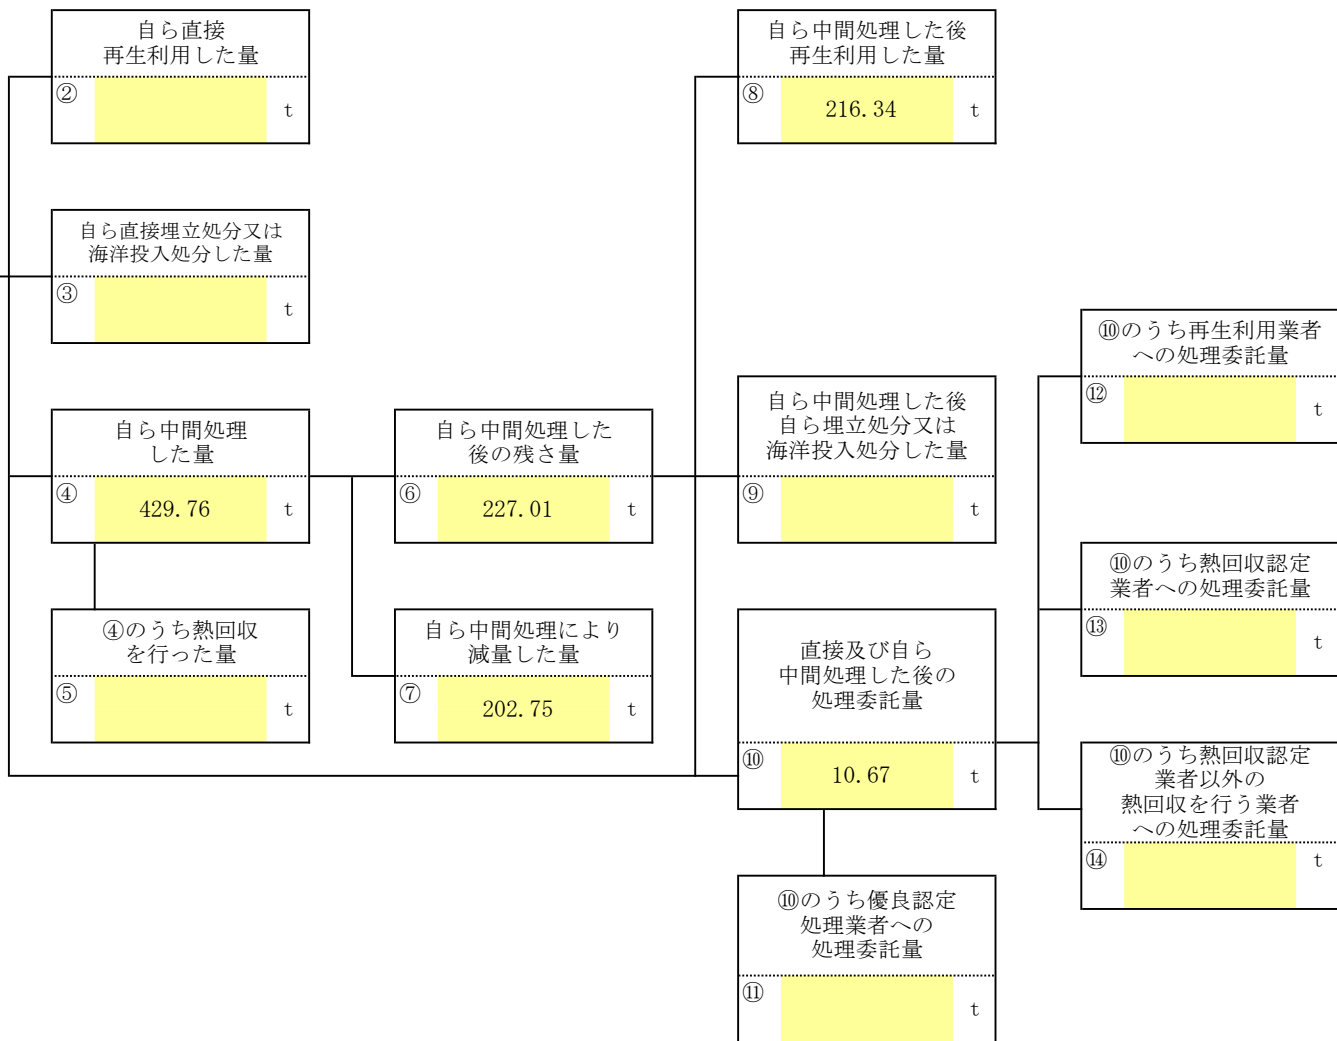 自ら直接
再生利用した量
②
t
自ら中間処理した後
再生利用した量
⑧
216.34
t
自ら直接埋立処分又は
海洋投入処分した量
③
t
⑩のうち再生利用業者
への処理委託量
⑫
t
自ら中間処理
した量
④
429.76
t
自ら中間処理した
後の残さ量
⑥
227.01
t
自ら中間処理した後
自ら埋立処分又は
海洋投入処分した量
⑨
t
⑩のうち熱回収認定
業者への処理委託量
⑬
t
④のうち熱回収
を行った量
⑤
t
自ら中間処理により
減量した量
⑦
202.75
t
直接及び自ら
中間処理した後の
処理委託量
⑩
10.67
t
⑩のうち熱回収認定
業者以外の
熱回収を行う業者
への処理委託量
⑭
t
⑩のうち優良認定
処理業者への
処理委託量
⑪
t